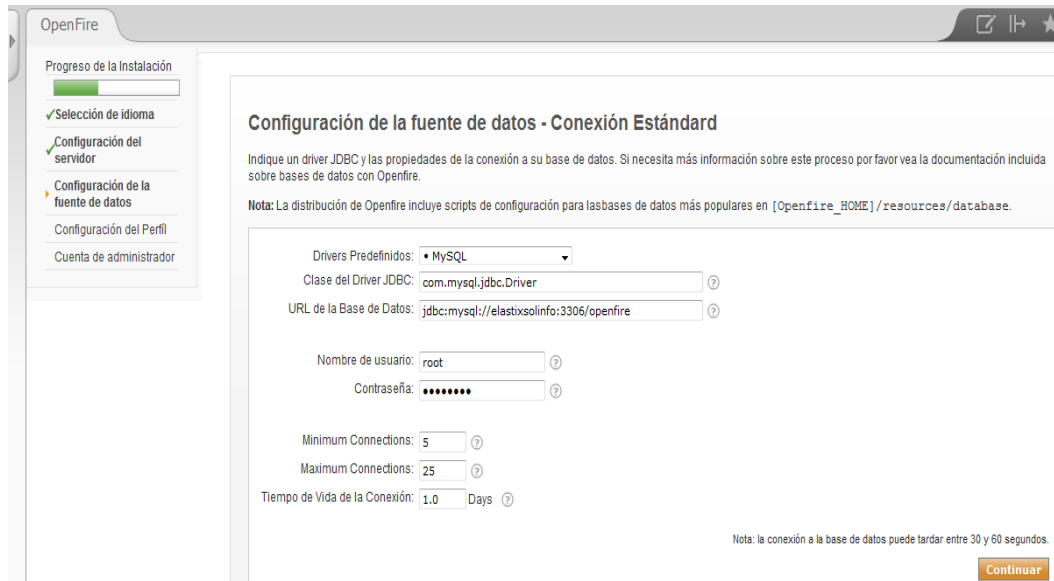 OpenFire
Progreso de la Instalación
Selección de idioma
Configuración del
servidor
Configuración de la
fuente de datos
Configuración del Perfíl
Cuenta de administrador
Configuración de la fuente de datos - Conexión Estándard
Indique un driver JDBC y las propiedades de la conexión a su base de datos. Si necesita más información sobre este proceso por favor vea la documentación incluida
sobre bases de datos con Openfire.
Nota: La distribución de Openfire incluye scripts de configuración para lasbases de datos más populares en [Openfire_HOME]/resources/database.
Drivers Predefinidos: • MySQL
Clase del Driver JDBC: com.mysql.jdbc.Driver
URL de la Base de Datos: jdbc:mysql://elastixsolinfo:3306/openfire
Nombre de usuario: root
Contraseña: ••••••••
Minimum Connections: 5
Maximum Connections: 25
Tiempo de Vida de la Conexión: 1.0 Days
Nota: la conexión a la base de datos puede tardar entre 30 y 60 segundos.
Continuar